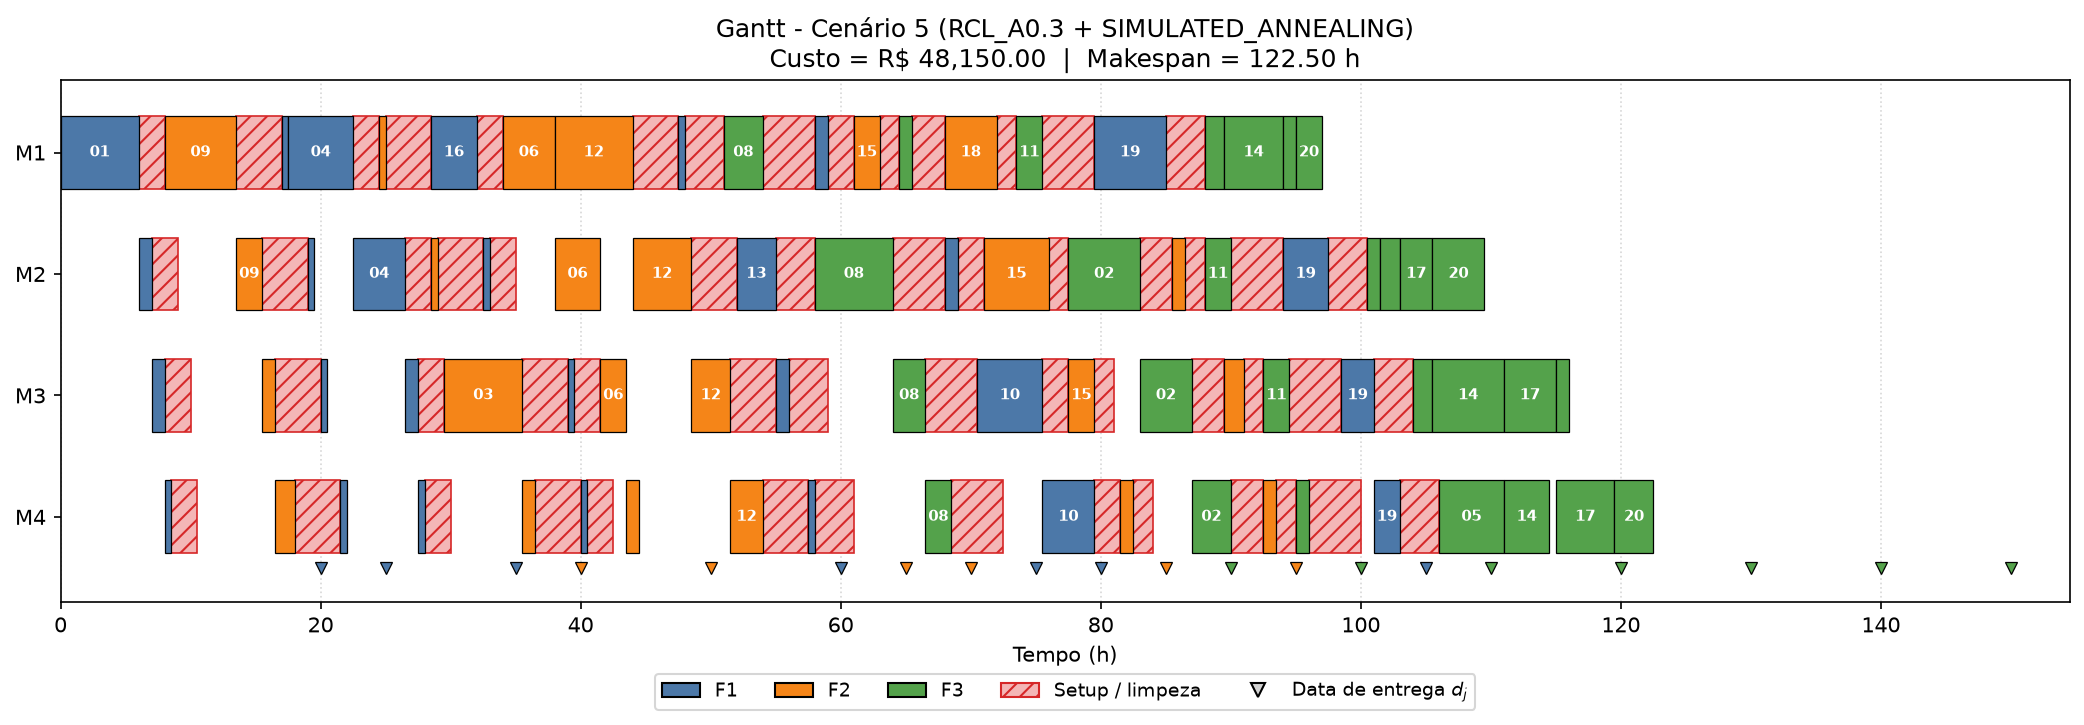 Gantt - Cenário 5 (RCL_A0.3 + SIMULATED_ANNEALING)
Custo = R$ 48,150.00 | Makespan = 122.50 h
M1 01 09 04 16 06 12 08 15 18 11 19 14 20
M2 09 04 06 12 13 08 15 02 11 19 17 20
M3 03 06 12 08 10 15 02 11 19 14 17
M4 12 08 10 02 19 05 14 17 20
0 20 40 60 80 100 120 140
Tempo (h)
F1 F2 F3 Setup / limpeza Data de entrega dj